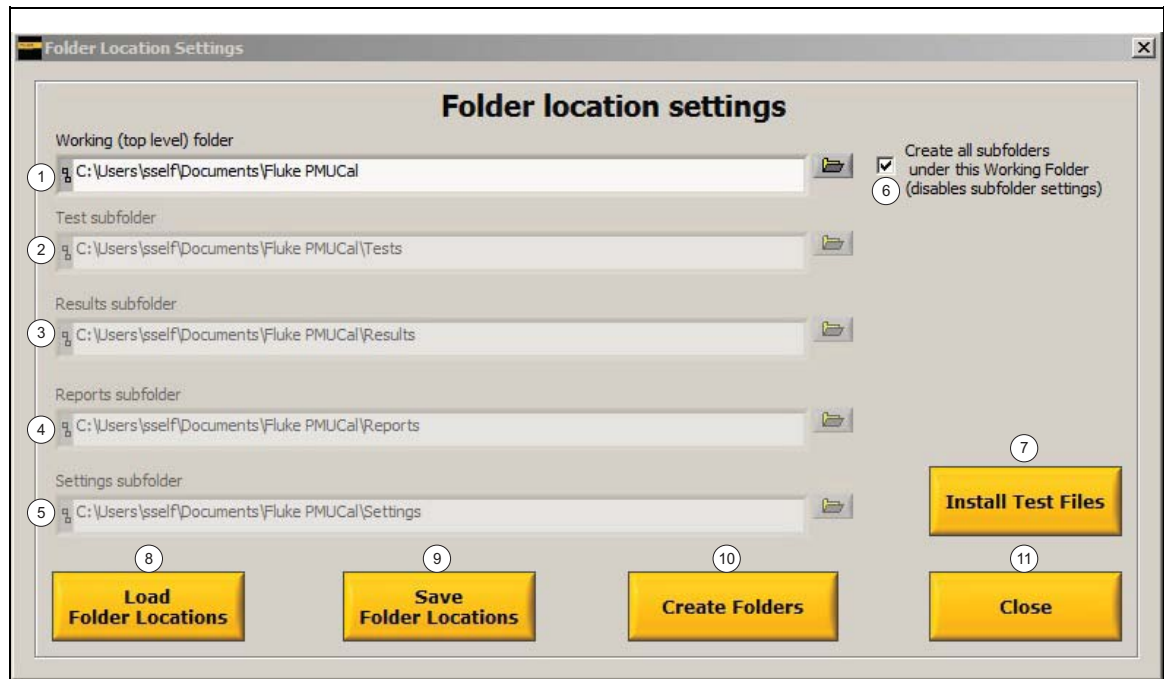 Folder Location Settings
Folder location settings
Working (top level) folder
1 C:\Users\sself\Documents\Fluke PMUCal
Create all subfolders
under this Working Folder
6 (disables subfolder settings)
Test subfolder
2 C:\Users\sself\Documents\Fluke PMUCal\Tests
Results subfolder
3 C:\Users\sself\Documents\Fluke PMUCal\Results
Reports subfolder
4 C:\Users\sself\Documents\Fluke PMUCal\Reports
Settings subfolder
5 C:\Users\sself\Documents\Fluke PMUCal\Settings
7
Install Test Files
8
Load
Folder Locations
9
Save
Folder Locations
10
Create Folders
11
Close